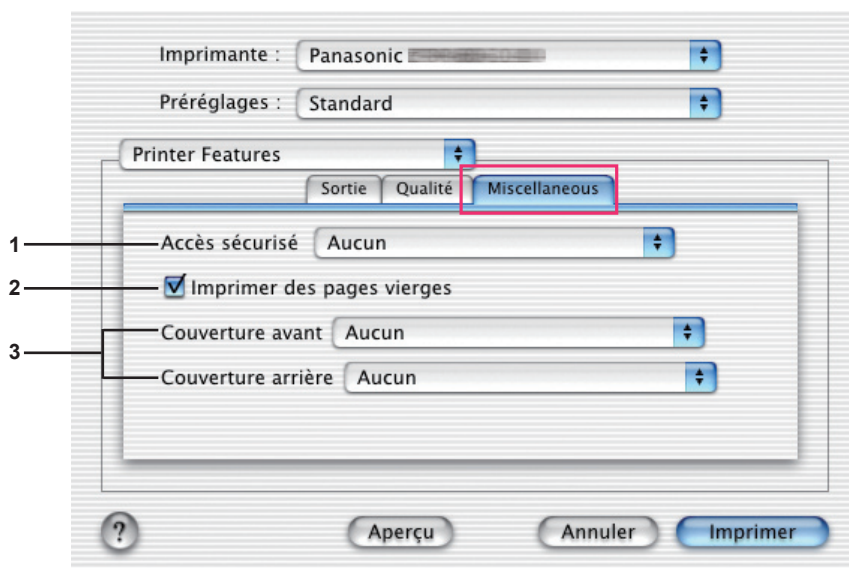 Imprimante : Panasonic
Préréglages : Standard
Printer Features
Sortie Qualité Miscellaneous
1 Accès sécurisé Aucun
2 Imprimer des pages vierges
3
Couverture avant Aucun
Couverture arrière Aucun
? Aperçu Annuler Imprimer